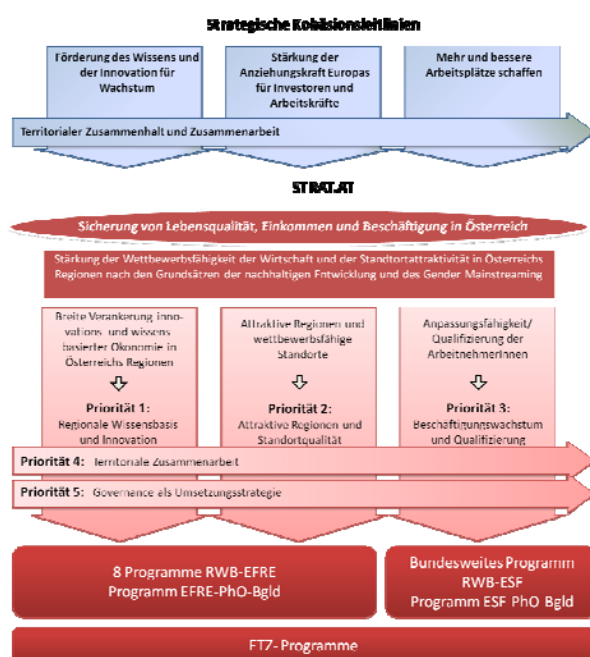 Strategische Kohäsionsleitlinien
Förderung des Wissens und
der Innovation für
Wachstum
Stärkung der
Anziehungskraft Europas
für Investoren und
Arbeitskräfte
Mehr und bessere
Arbeitsplätze schaffen
Territorialer Zusammenhalt und Zusammenarbeit
STRAT.AT
Sicherung von Lebensqualität, Einkommen und Beschäftigung in Österreich
Stärkung der Wettbewerbsfähigkeit der Wirtschaft und der Standortattraktivität in Österreichs
Regionen nach den Grundsätzen der nachhaltigen Entwicklung und des Gender Mainstreaming
Breite Verankerung inno-
vations- und wissens
basierter Ökonomie in
Österreichs Regionen
Priorität 1:
Regionale Wissensbasis
und Innovation
Attraktive Regionen und
wettbewerbsfähige
Standorte
Priorität 2:
Attraktive Regionen und
Standortqualität
Anpassungsfähigkeit/
Qualifizierung der
ArbeitnehmerInnen
Priorität 3:
Beschäftigungswachstum
und Qualifizierung
Priorität 4: Territoriale Zusammenarbeit
Priorität 5: Governance als Umsetzungsstrategie
8 Programme RWB-EFRE
Programm EFRE-PhO-Bgld
Bundesweites Programm
RWB-ESF
Programm ESF PhO Bgld
ETZ- Programme